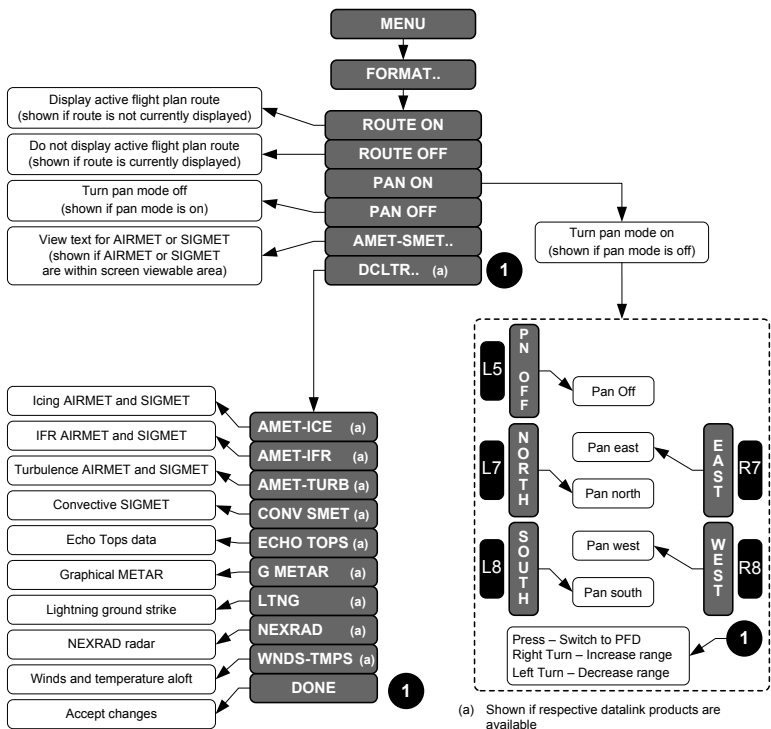 MENU
FORMAT..
Display active flight plan route
(shown if route is not currently displayed)
ROUTE ON
Do not display active flight plan route
(shown if route is currently displayed)
ROUTE OFF
Turn pan mode off
(shown if pan mode is on)
PAN ON
PAN OFF
View text for AIRMET or SIGMET
(shown if AIRMET or SIGMET
are within screen viewable area)
AMET-SMET..
DCLTR.. (a)
1
Turn pan mode on
(shown if pan mode is off)
Icing AIRMET and SIGMET
AMET-ICE (a)
IFR AIRMET and SIGMET
AMET-IFR (a)
Turbulence AIRMET and SIGMET
AMET-TURB (a)
Convective SIGMET
CONV SMET (a)
Echo Tops data
ECHO TOPS (a)
Graphical METAR
G METAR (a)
Lightning ground strike
LTNG (a)
NEXRAD radar
NEXRAD (a)
Winds and temperature aloft
WNDS-TMPS (a)
Accept changes
DONE
1
L5
PN OFF
Pan Off
L7
NORTH
Pan east
EAST
R7
Pan north
L8
SOUTH
Pan west
WEST
R8
Pan south
Press – Switch to PFD
Right Turn – Increase range
Left Turn – Decrease range
1
(a) Shown if respective datalink products are
available